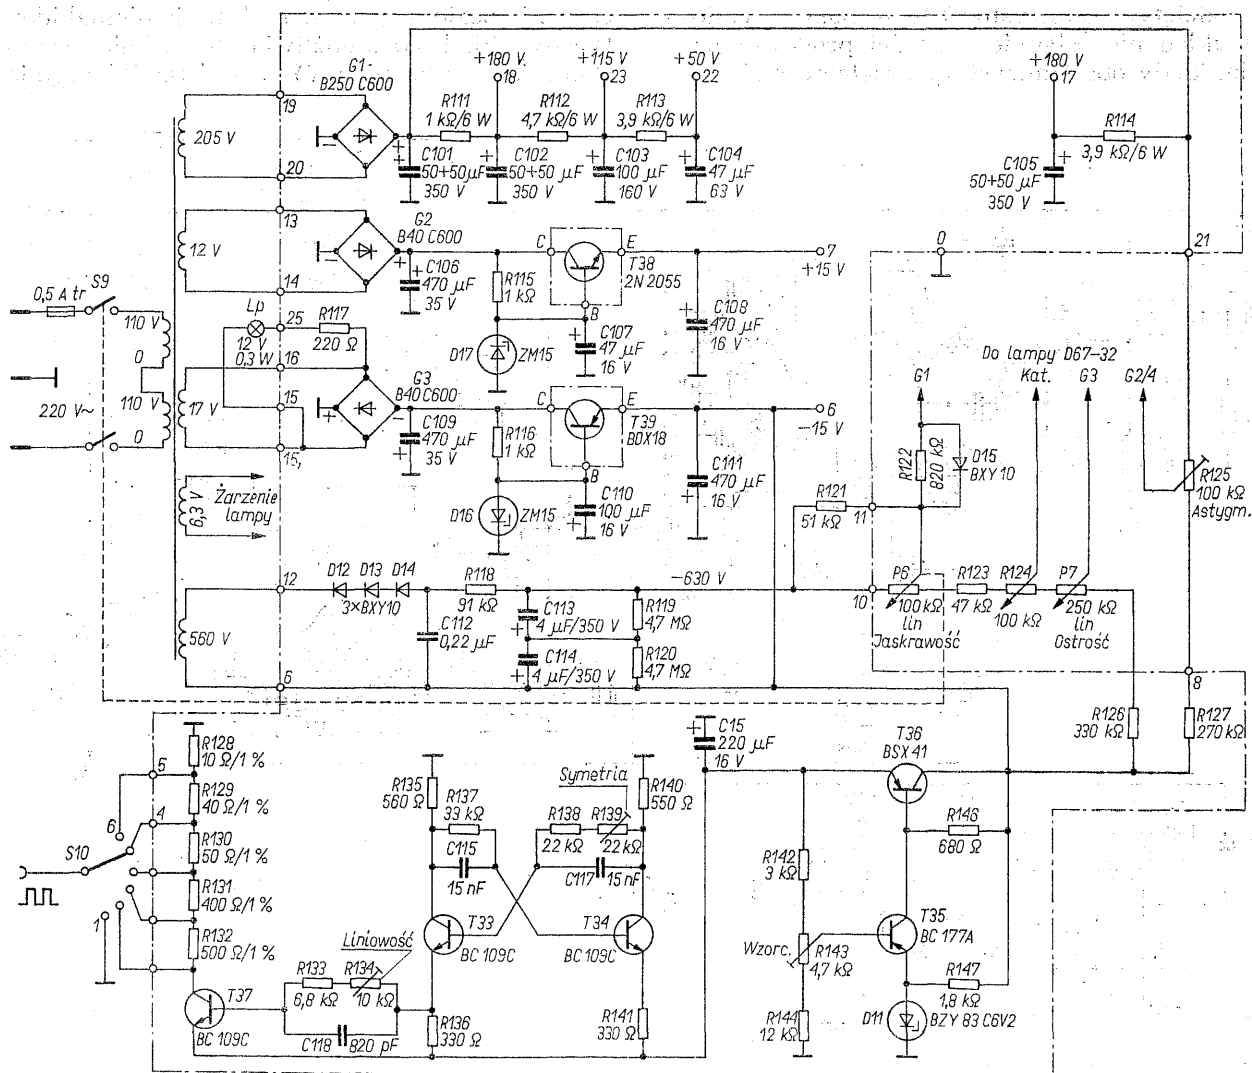 G1-
B250 C600
+180 V.
18
+115 V
23
+50 V
22
+180 V
17
19
R111
1 kΩ/6 W
R112
4,7 kΩ/6 W
R113
3,9 kΩ/6 W
R114
3,9 kΩ/6 W
205 V
C101
50+50 µF
350 V
C102
50+50 µF
350 V
C103
100 µF
160 V
C104
47 µF
63 V
C105
50+50 µF
350 V
20
13
G2
B40 C600
12 V
14
C106
470 µF
35 V
R115
1 kΩ
C
E
T38
2N 2055
B
7
+15 V
0
21
C107
47 µF
16 V
C108
470 µF
16 V
D17
ZM15
S9
0,5 A tr
110 V
0
110 V
0
220 V~
Lp
12 V
0,3 W
25
R117
220 Ω
16
17 V
15
15,
G3
B40 C600
C109
470 µF
35 V
R116
1 kΩ
C
E
T39
BDX18
B
6
-15 V
C110
100 µF
16 V
C111
470 µF
16 V
D16
ZM15
Do lampy D67-32
G1
Kat.
G3
G2/4
R122
820 kΩ
D15
BXY 10
R125
100 kΩ
Astygm.
R121
51 kΩ
11
6,3 V
Żarzenie
lampy
12
D12
D13
D14
3×BXY10
R118
91 kΩ
-630 V
10
P6
100 kΩ
lin
Jaskrawość
R123
47 kΩ
R124
100 kΩ
P7
250 kΩ
lin
Ostrość
560 V
C112
0,22 µF
C113
4 µF/350 V
C114
4 µF/350 V
R119
4,7 MΩ
R120
4,7 MΩ
6
8
R126
330 kΩ
R127
270 kΩ
R128
10 Ω/1 %
5
R129
40 Ω/1 %
4
6
R130
50 Ω/1 %
S10
R131
400 Ω/1 %
1
R132
500 Ω/1 %
T37
BC 109C
R133
6,8 kΩ
R134
10 kΩ
Liniowość
C118
820 pF
R135
560 Ω
R137
33 kΩ
C115
15 nF
Symetria
R138
22 kΩ
R139
22 kΩ
R140
550 Ω
C117
15 nF
T33
BC 109C
T34
BC 109C
R136
330 Ω
R141
330 Ω
C15
220 µF
16 V
T36
BSX 41
R146
680 Ω
R142
3 kΩ
Wzorc.
R143
4,7 kΩ
T35
BC 177A
R147
1,8 kΩ
R144
12 kΩ
D11
BZY 83 C6V2